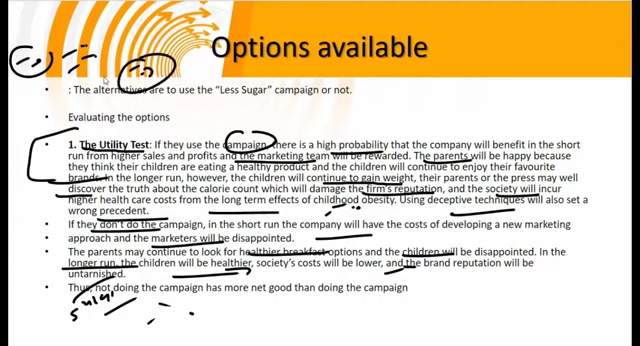 Options available
• : The alternatives are to use the “Less Sugar” campaign or not.
• Evaluating the options
• 1. The Utility Test: If they use the campaign, there is a high probability that the company will benefit in the short
run from higher sales and profits and the marketing team will be rewarded. The parents will be happy because
they think their children are eating a healthy product and the children will continue to enjoy their favourite
brands. In the longer run, however, the children will continue to gain weight, their parents or the press may well
discover the truth about the calorie count which will damage the firm's reputation, and the society will incur
higher health care costs from the long term effects of childhood obesity. Using deceptive techniques will also set a
wrong precedent.
• If they don't do the campaign, in the short run the company will have the costs of developing a new marketing
• approach and the marketers will be disappointed.
• The parents may continue to look for healthier breakfast options and the children will be disappointed. In the
longer run, the children will be healthier, society's costs will be lower, and the brand reputation will be
untarnished.
• Thus, not doing the campaign has more net good than doing the campaign